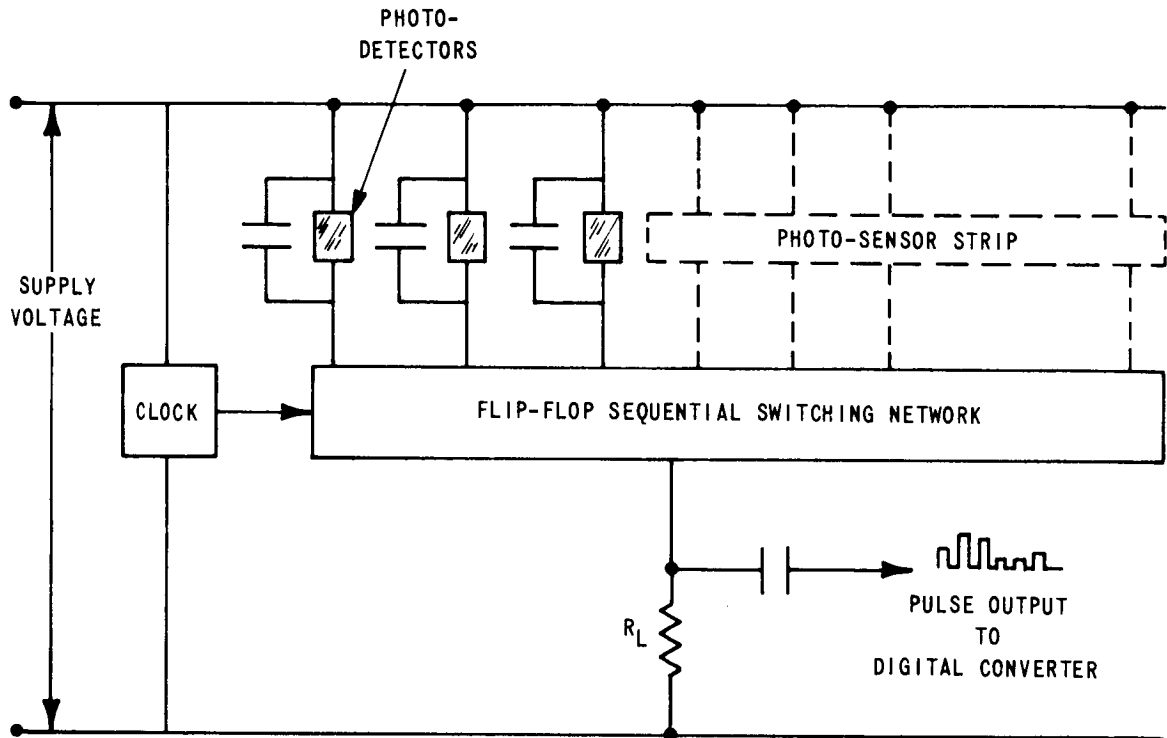 PHOTO-
DETECTORS
SUPPLY
VOLTAGE
PHOTO-SENSOR STRIP
CLOCK
FLIP-FLOP SEQUENTIAL SWITCHING NETWORK
RL
PULSE OUTPUT
TO
DIGITAL CONVERTER